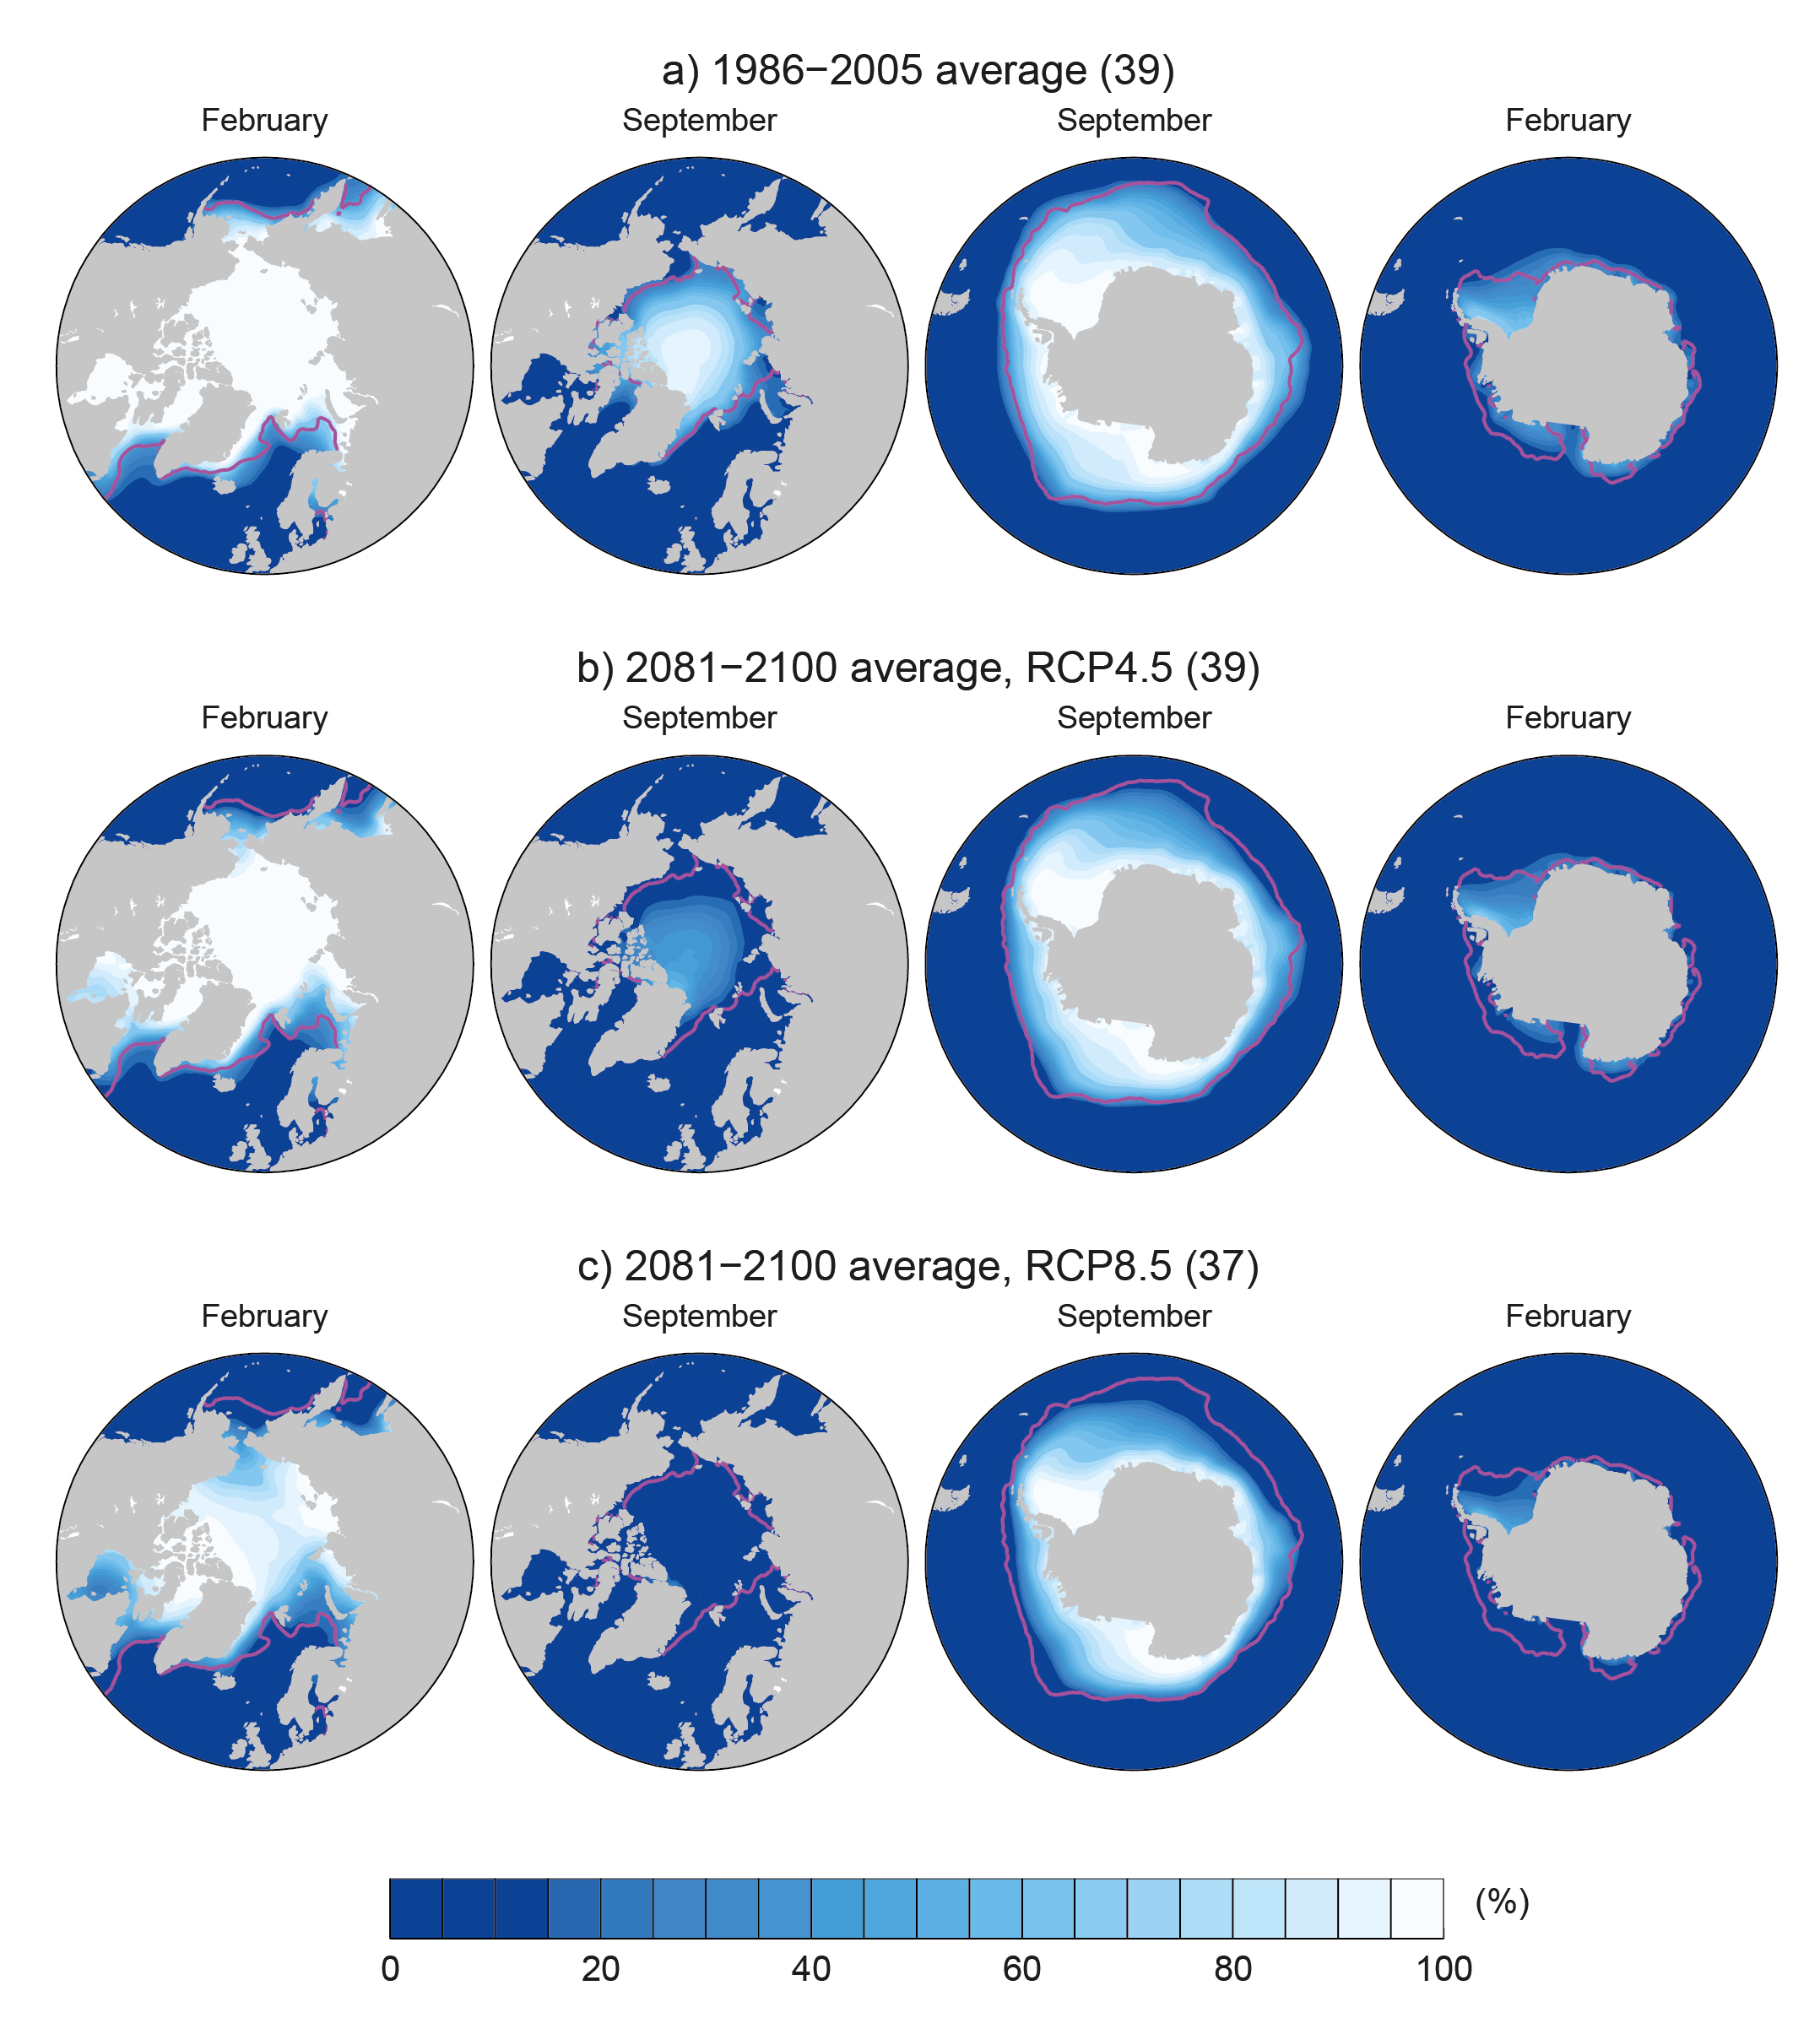 a) 1986−2005 average (39)
February September September February
b) 2081−2100 average, RCP4.5 (39)
February September September February
c) 2081−2100 average, RCP8.5 (37)
February September September February
(%)
0 20 40 60 80 100